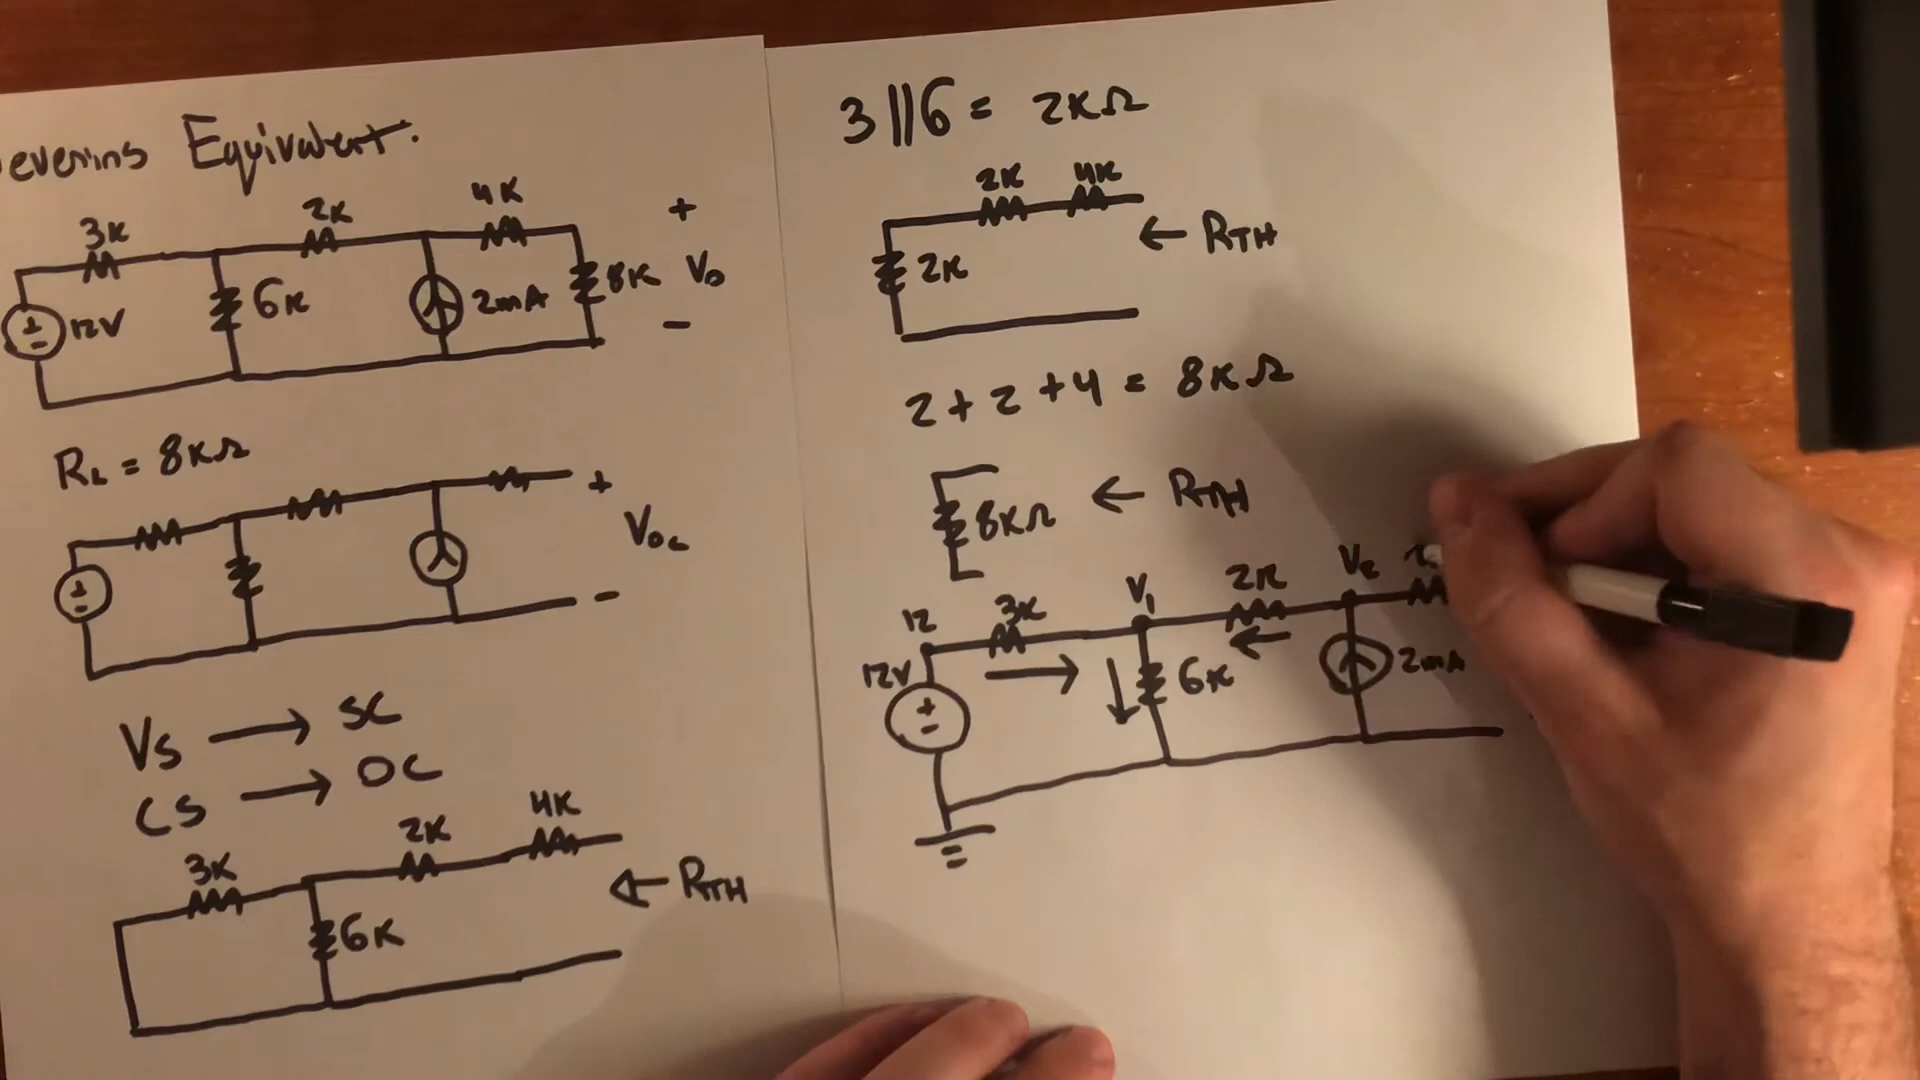 evenins Equivalent.
3K 2K 4K +
12V 6K 2mA 8K Vo
-
RL = 8KΩ
+
Voc
-
VS → SC
CS → OC
3K 2K 4K
6K ← RTH
3||6 = 2KΩ
2K 4K
2K ← RTH
2+2+4 = 8KΩ
8KΩ ← RTH
12 3K V1 2K V2
12V 6K 2mA